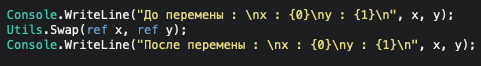 Console.WriteLine("До перемены : \nx : {0}\ny : {1}\n", x, y);
Utils.Swap(ref x, ref y);
Console.WriteLine("После перемены : \nx : {0}\ny : {1}\n", x, y);